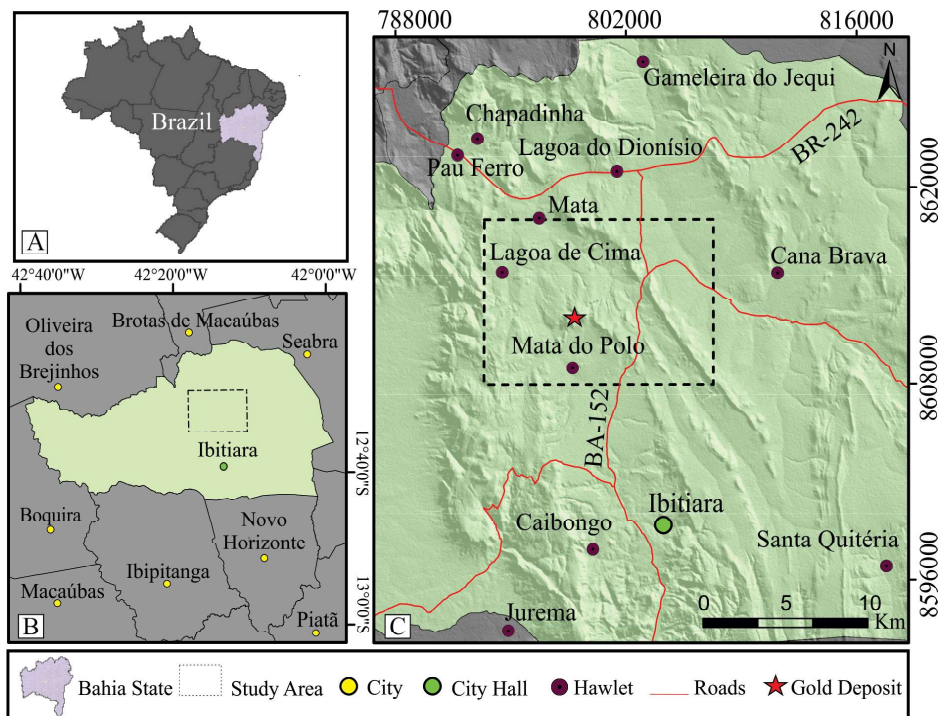 Brazil
A
42°40'0"W
42°20'0"W
42°00'0"W
Oliveira
dos
Brejinhos
Brotas de Macaúbas
Seabra
Ibitiara
12°40'0"S
Boquira
Novo
Horizonte
Ibipitanga
Macaúbas
13°0'0"S
Piatã
B
788000
802000
816000
N
Gameleira do Jequi
Chapadinha
BR-242
Lagoa do Dionísio
Pau Ferro
8620000
Mata
Lagoa de Cima
Cana Brava
Mata do Polo
8608000
BA-152
Ibitiara
Caibongo
Santa Quitéria
8596000
0 5 10
Km
Jurema
C
Bahia State
Study Area
City
City Hall
Hawlet
Roads
Gold Deposit